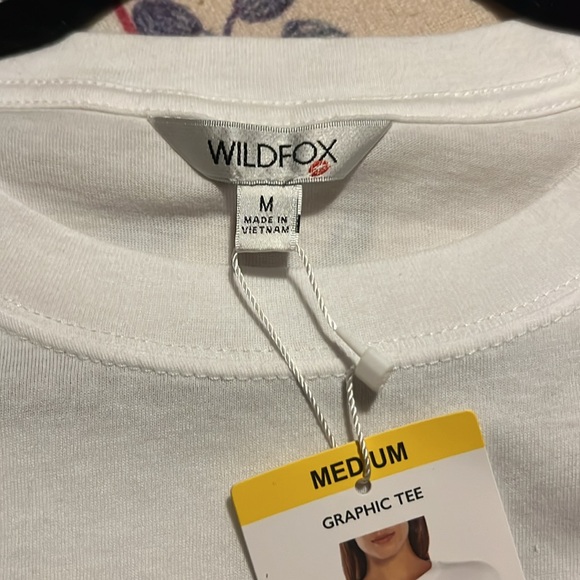 WILDFOX
M
MADE IN
VIETNAM
MEDIUM
GRAPHIC TEE